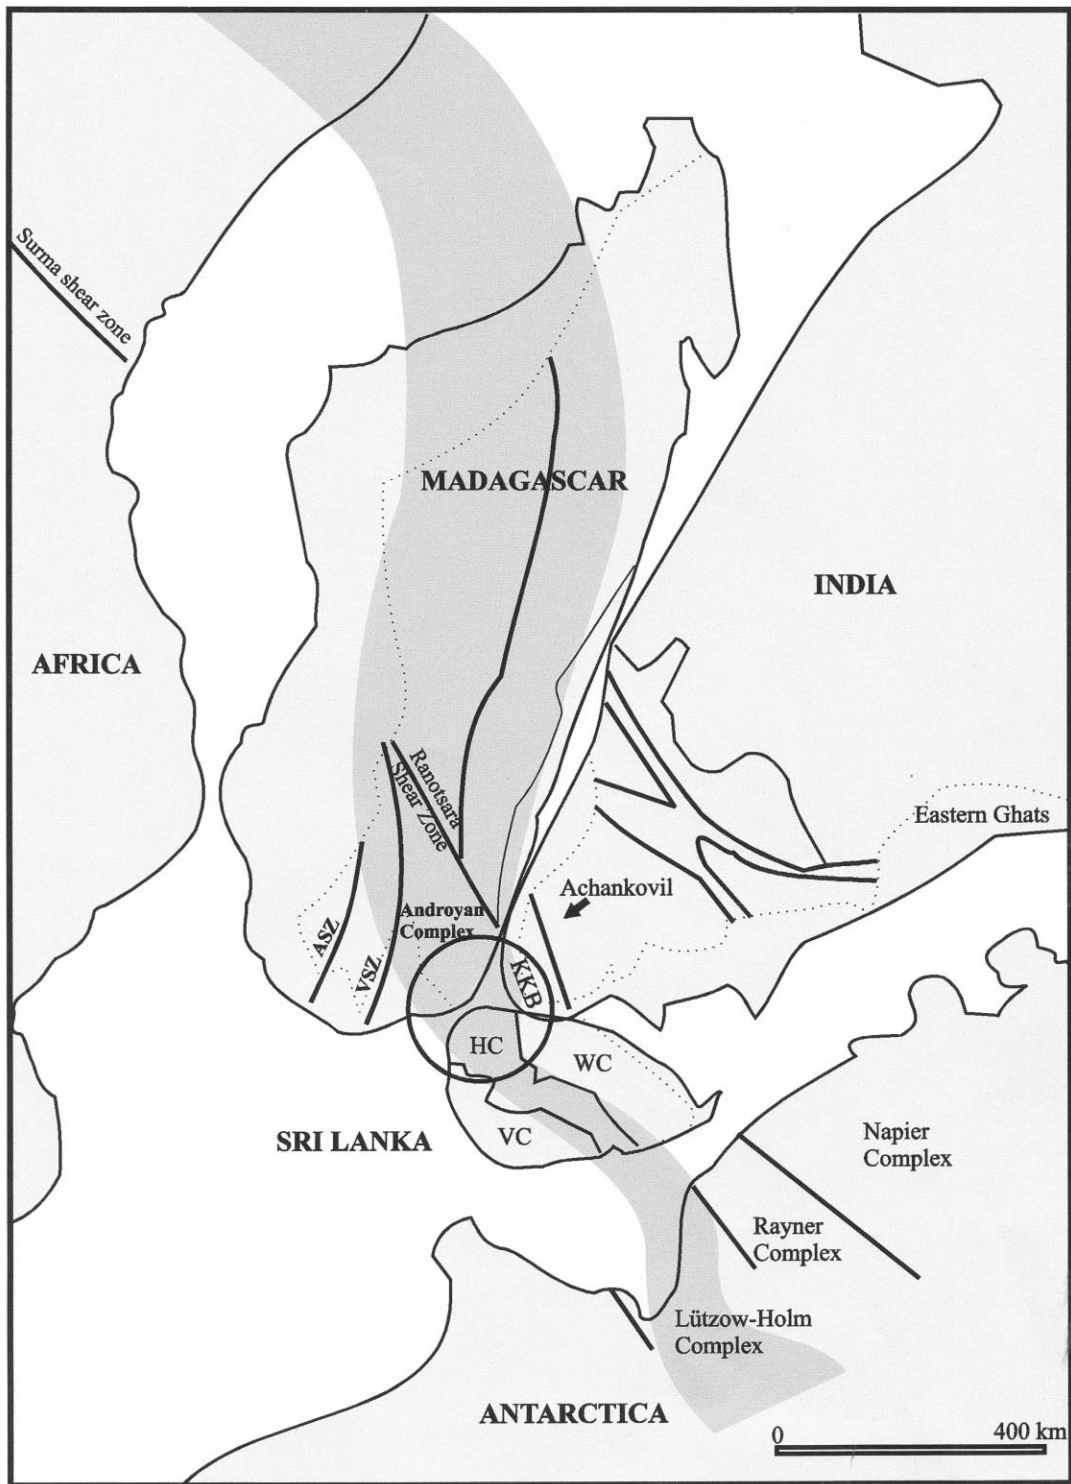 Surma shear zone
MADAGASCAR
INDIA
AFRICA
Ranotsara
Shear Zone
Eastern Ghats
Achankovil
Androyan
Complex
ASZ
VSZ
K.K.B
HC
WC
VC
SRI LANKA
Napier
Complex
Rayner
Complex
Lützow-Holm
Complex
ANTARCTICA
0 400 km